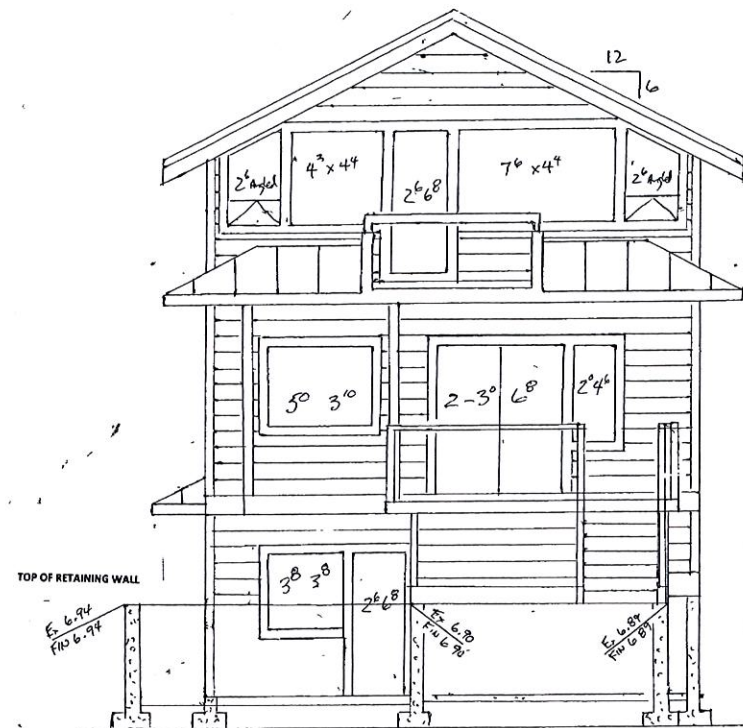 12
6
2⁶ Angled
4³ x 4⁴
2⁶ 6⁸
7⁶ x 4⁴
2⁶ Angled
5⁰ 3¹⁰
2-3⁰ 6⁸
2⁰ 4⁶
3⁸ 3⁸
2⁶ 6⁸
TOP OF RETAINING WALL
Ex 6.94
FIN 6.94
Ex 6.90
FIN 6.90
Ex 6.89
FIN 6.89